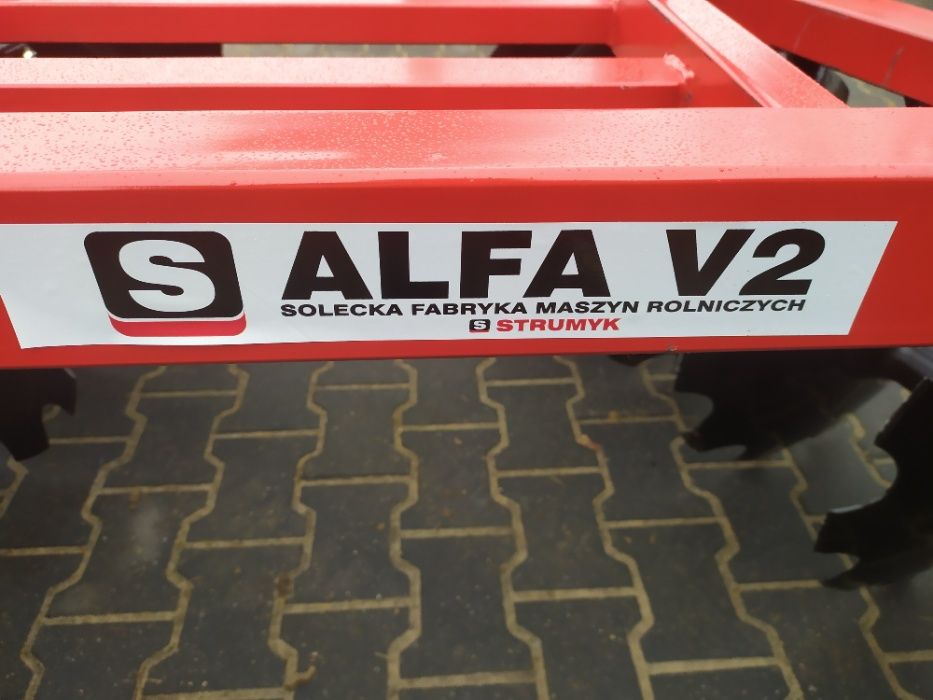 S ALFA V2
SOLECKA FABRYKA MASZYN ROLNICZYCH
S STRUMYK